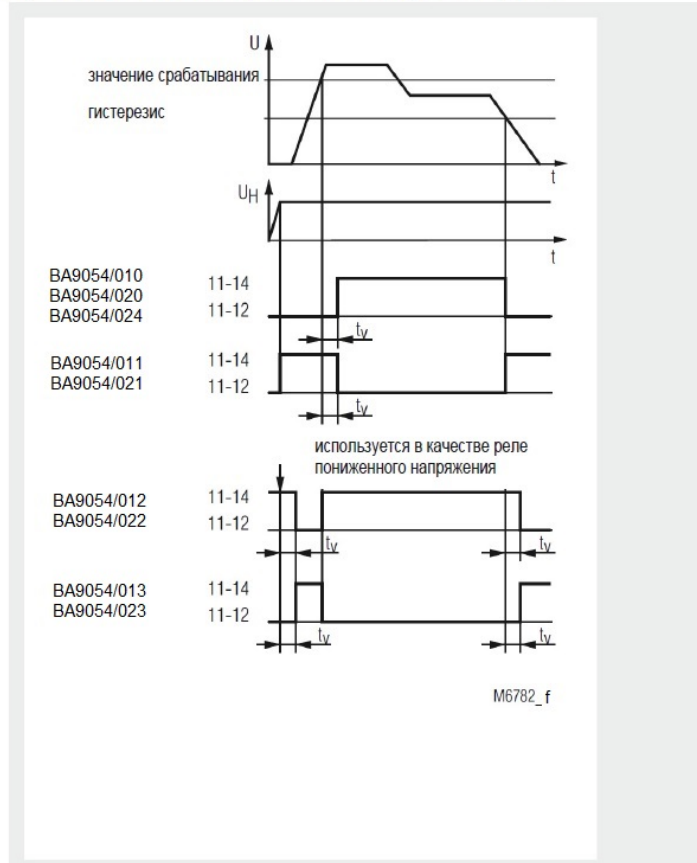 U
значение срабатывания
гистерезис
t
UH
t
BA9054/010
BA9054/020
BA9054/024
11-14
11-12
tv
BA9054/011
BA9054/021
11-14
11-12
tv
используется в качестве реле
пониженного напряжения
BA9054/012
BA9054/022
11-14
11-12
tv
tv
BA9054/013
BA9054/023
11-14
11-12
tv
tv
M6782_f